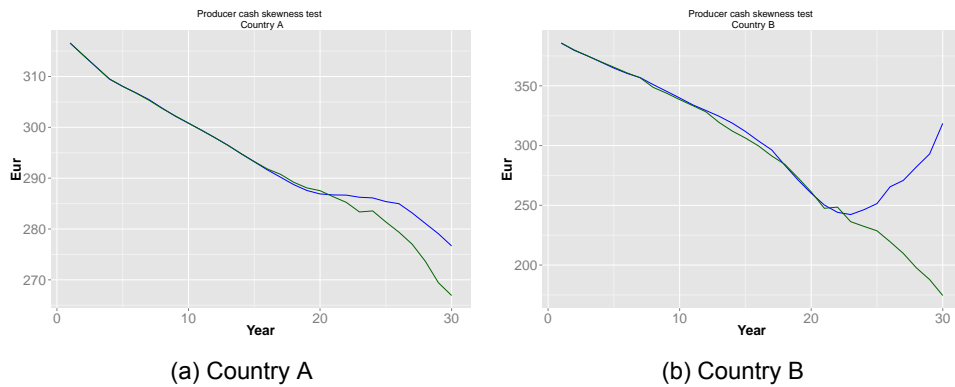 Producer cash skewness test
Country A
310
300
290
280
270
Eur
0 10 20 30
Year
(a) Country A
Producer cash skewness test
Country B
350
300
250
200
Eur
0 10 20 30
Year
(b) Country B